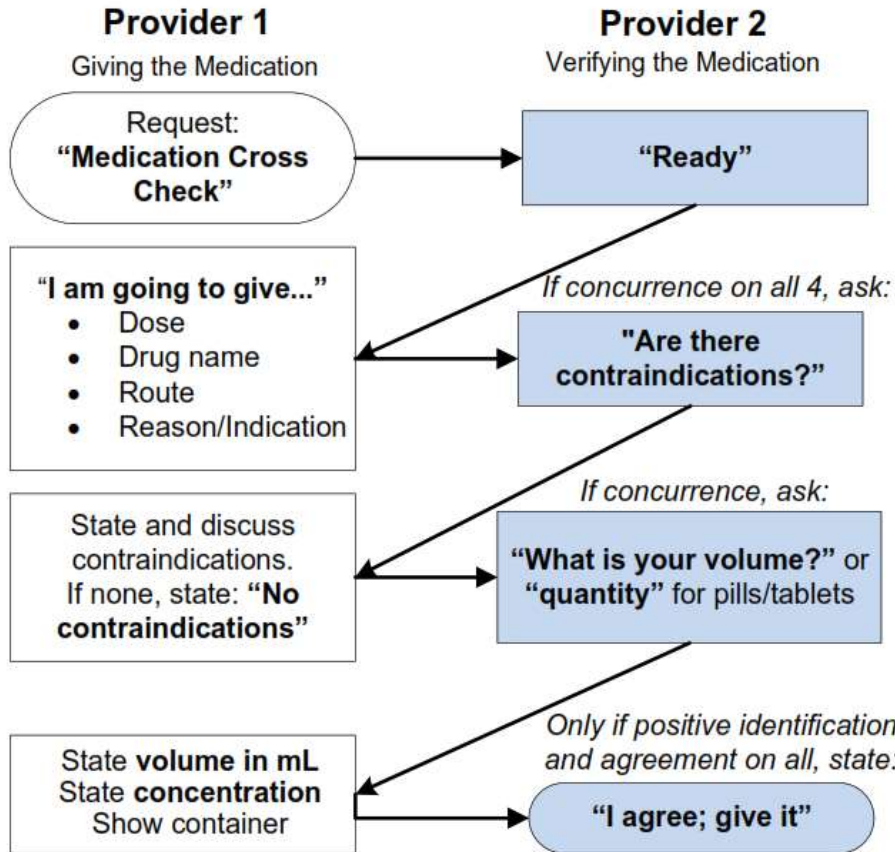 Provider 1
Giving the Medication
Provider 2
Verifying the Medication
Request:
“Medication Cross
Check”
“Ready”
“I am going to give...”
• Dose
• Drug name
• Route
• Reason/Indication
If concurrence on all 4, ask:
"Are there
contraindications?”
State and discuss
contraindications.
If none, state: “No
contraindications”
If concurrence, ask:
“What is your volume?” or
“quantity” for pills/tablets
State volume in mL
State concentration
Show container
Only if positive identification
and agreement on all, state:
“I agree; give it”